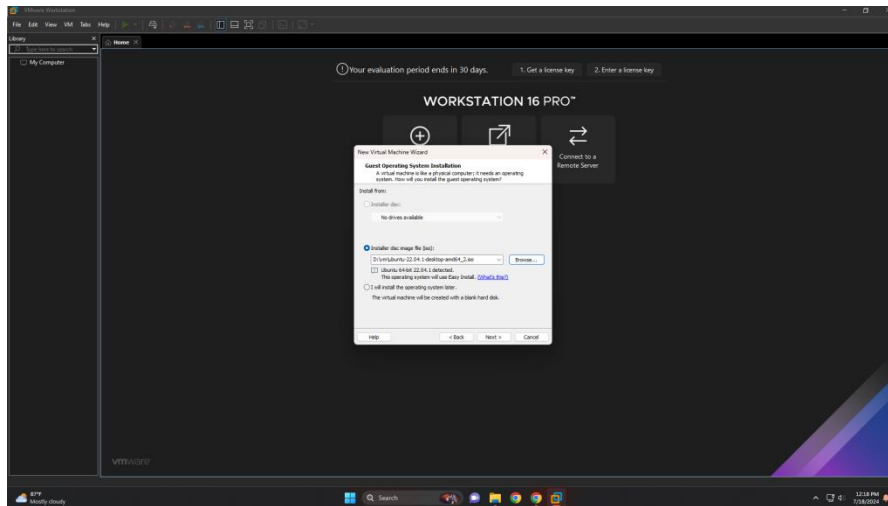 VMware Workstation
File Edit View VM Tabs Help
Library
Type here to search
My Computer
Home
Your evaluation period ends in 30 days.
1. Get a license key
2. Enter a license key
WORKSTATION 16 PRO™
Connect to a
Remote Server
New Virtual Machine Wizard
Guest Operating System Installation
A virtual machine is like a physical computer; it needs an operating
system. How will you install the guest operating system?
Install from:
Installer disc:
No drives available
Installer disc image file (iso):
D:\vm\ubuntu-22.04.1-desktop-amd64_2.iso
Browse...
Ubuntu 64-bit 22.04.1 detected.
This operating system will use Easy Install. (What's this?)
I will install the operating system later.
The virtual machine will be created with a blank hard disk.
Help
< Back
Next >
Cancel
vmware
87°F
Mostly cloudy
Search
12:18 PM
7/18/2024